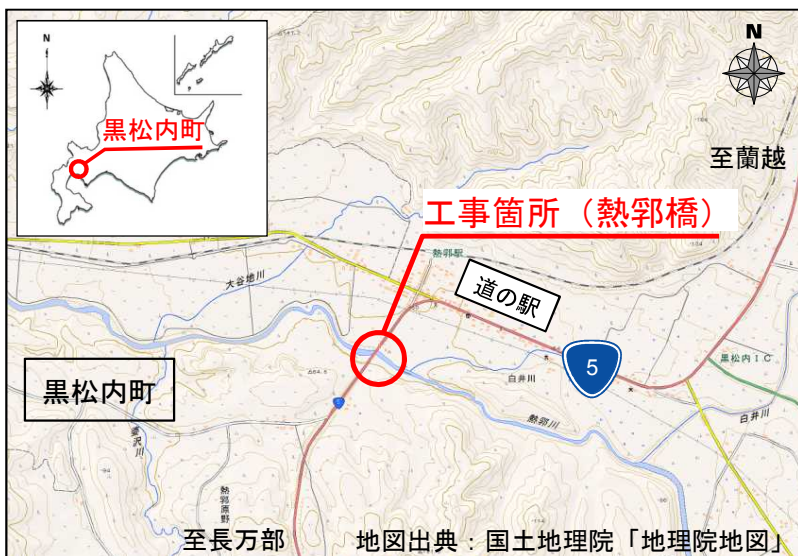 N
黒松内町
N
至蘭越
工事箇所（熱郛橋）
熱郛駅
大谷地川
道の駅
5
黒松内IC
白井川
黒松内町
白井川
熱郛川
熱郛原野
至長万部
地図出典：国土地理院「地理院地図」